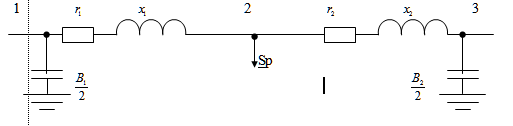 1 r₁ x₁ 2 r₂ x₂ 3
Sp
B₁/2 B₂/2